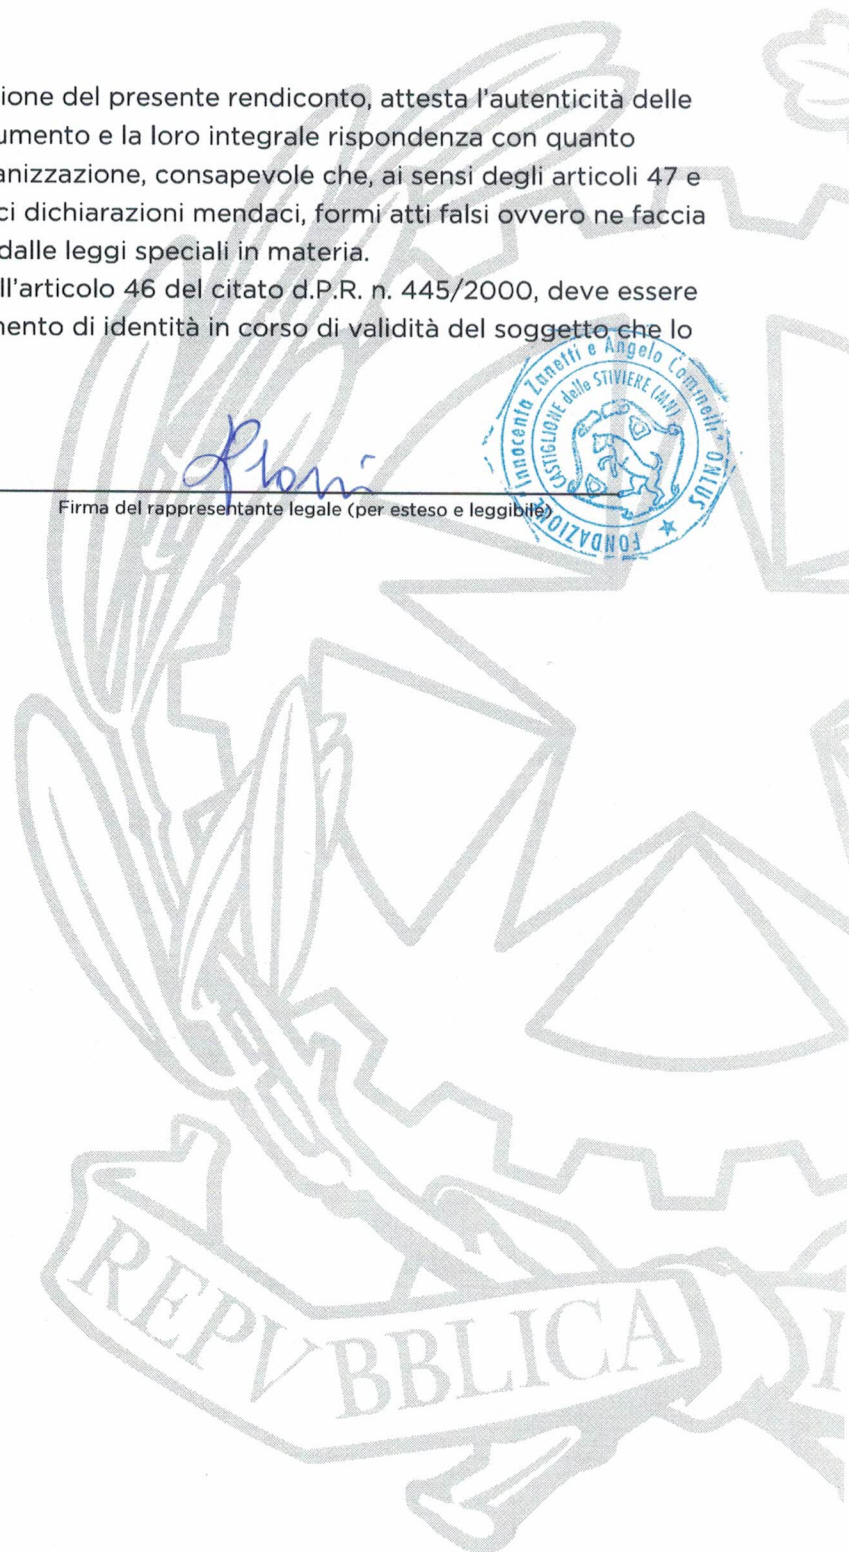 ione del presente rendiconto, attesta l'autenticità delle
umento e la loro integrale rispondenza con quanto
anizzazione, consapevole che, ai sensi degli articoli 47 e
ci dichiarazioni mendaci, formi atti falsi ovvero ne faccia
dalle leggi speciali in materia.
ll'articolo 46 del citato d.P.R. n. 445/2000, deve essere
nento di identità in corso di validità del soggetto che lo
Firma del rappresentante legale (per esteso e leggibile)
FONDAZIONE Innocenta Zanetti e Angelo Cominelli" ONLUS ★
CASTIGLIONE delle STIVIERE (MN)
REPVBBLICA I